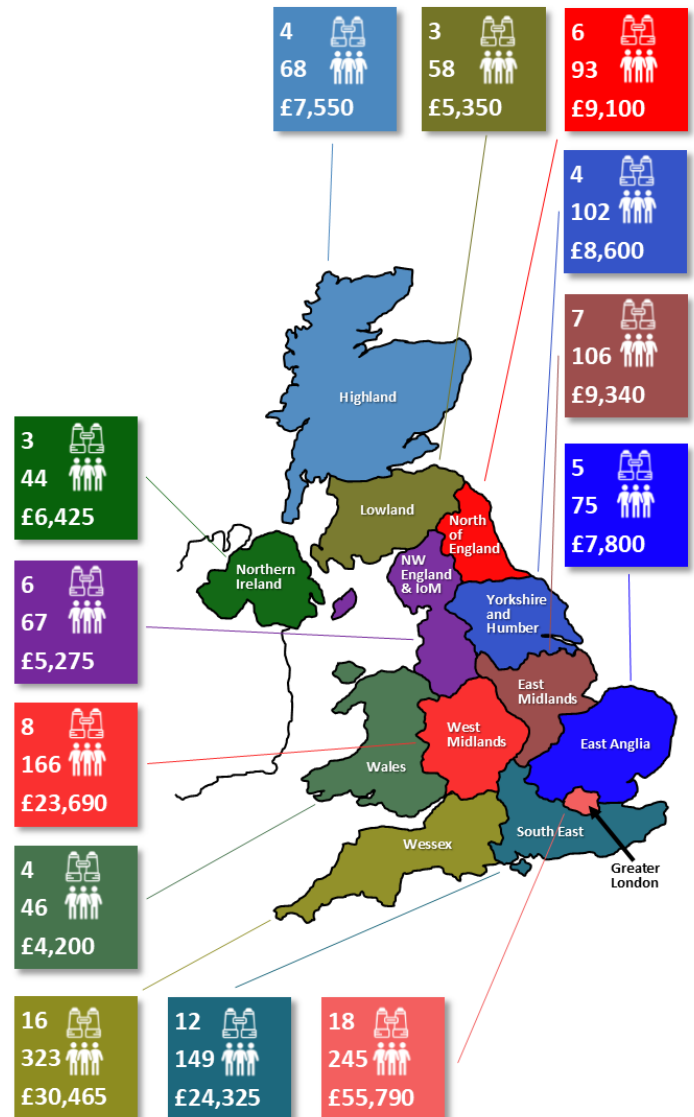 4
68
£7,550
3
58
£5,350
6
93
£9,100
4
102
£8,600
7
106
£9,340
5
75
£7,800
3
44
£6,425
6
67
£5,275
8
166
£23,690
4
46
£4,200
16
323
£30,465
12
149
£24,325
18
245
£55,790
Highland
Lowland
North
of
England
Northern
Ireland
NW
England
& IoM
Yorkshire
and
Humber
East
Midlands
West
Midlands
Wales
East Anglia
South East
Wessex
Greater
London